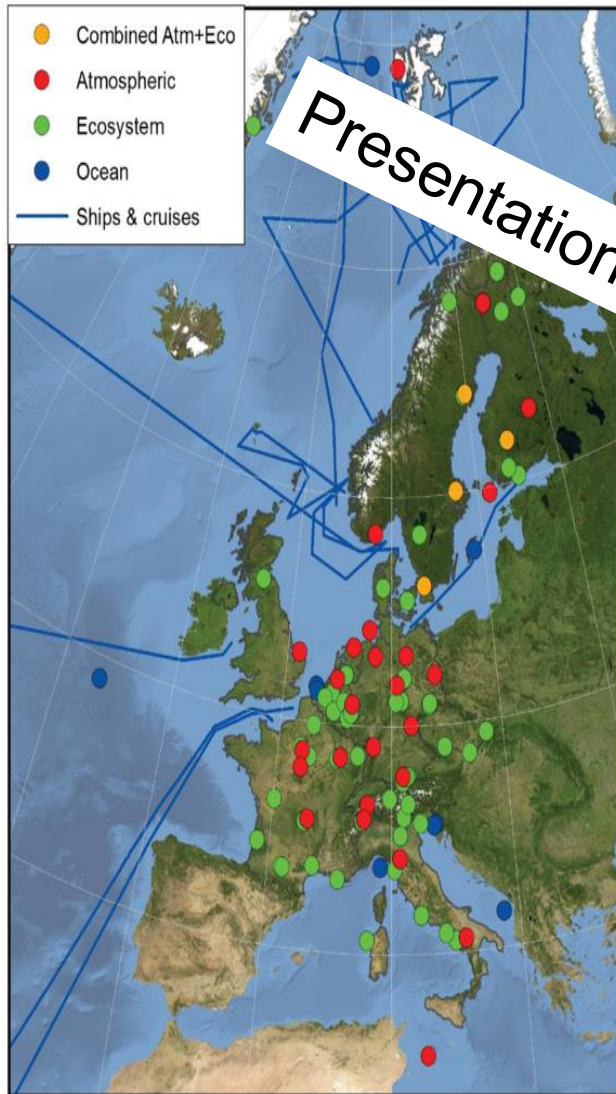 Combined Atm+Eco
Atmospheric
Ecosystem
Ocean
Ships & cruises
Presentation